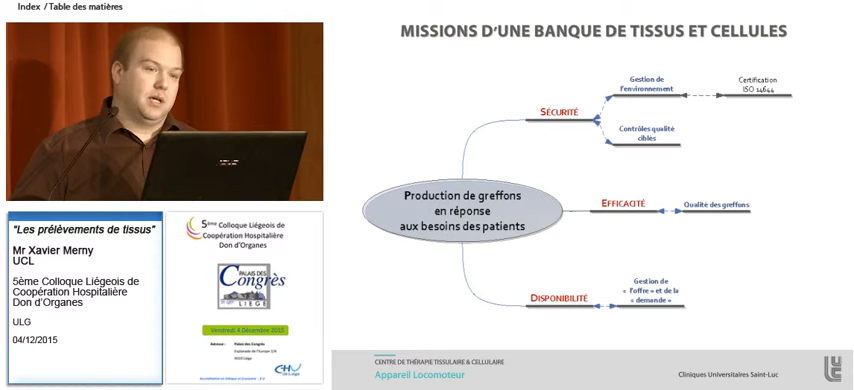 Index / Table des matières
"Les prélèvements de tissus"
Mr Xavier Merny
UCL
5ème Colloque Liégeois de
Coopération Hospitalière
Don d'Organes
ULG
04/12/2015
5ème Colloque Liégeois de
Coopération Hospitalière
Don d'Organes
PALAIS DES
Congrès
LIEGE
Vendredi 4 Décembre 2015
Adresse :
Palais des Congrès
Esplanade de l'Europe 2/A
4020 Liège
CHU
de Liège
MISSIONS D'UNE BANQUE DE TISSUS ET CELLULES
Production de greffons
en réponse
aux besoins des patients
SÉCURITÉ
Gestion de
l'environnement
Certification
ISO 14644
Contrôles qualité
ciblés
EFFICACITÉ
Qualité des greffons
DISPONIBILITÉ
Gestion de
« l'offre » et de la
« demande »
CENTRE DE THÉRAPIE TISSULAIRE & CELLULAIRE
Appareil Locomoteur
Cliniques Universitaires Saint-Luc